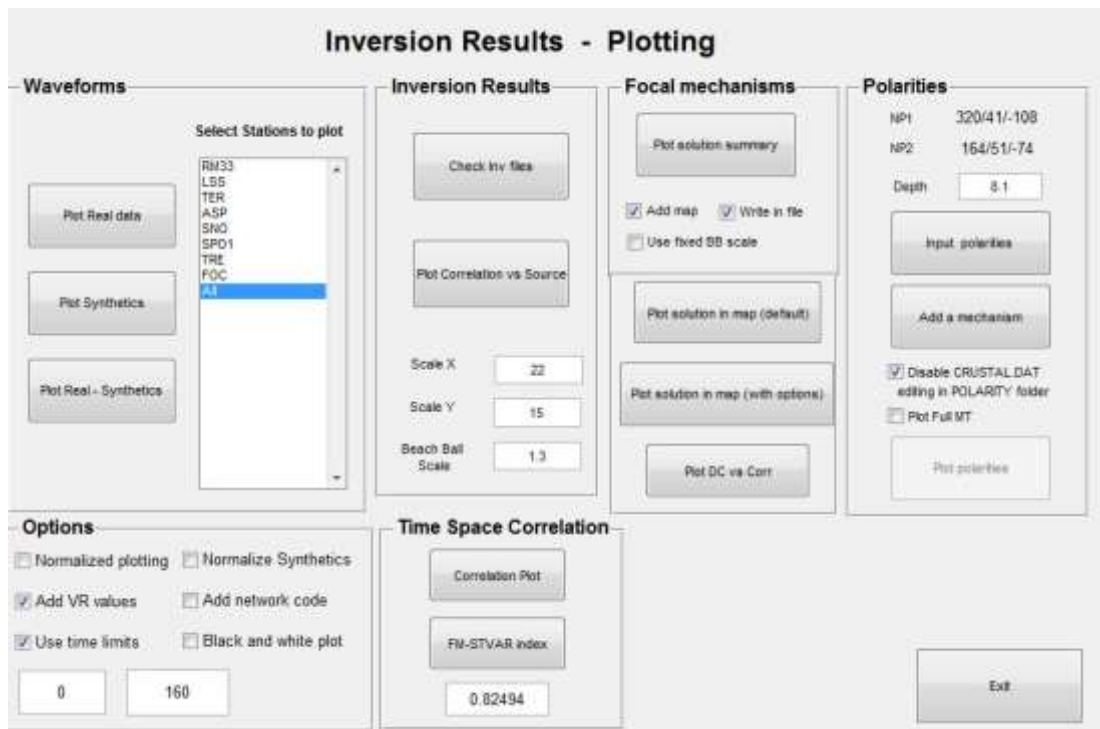 Inversion Results - Plotting
Waveforms
Select Stations to plot
RM33
LSS
TER
ASP
SNO
SPO1
TRE
FOC
All
Plot Real data
Plot Synthetics
Plot Real - Synthetics
Inversion Results
Check Inv files
Plot Correlation vs Source
Scale X
22
Scale Y
15
Beach Ball
Scale
1.3
Focal mechanisms
Plot solution summary
Add map
Write in file
Use fixed BB scale
Plot solution in map (default)
Plot solution in map (with options)
Plot DC vs Corr
Polarities
NP1 320/41/-108
NP2 164/51/-74
Depth 8.1
Input polarities
Add a mechanism
Disable CRUSTAL.DAT
editing in POLARITY folder
Plot Full MT
Plot polarities
Options
Normalized plotting
Normalize Synthetics
Add VR values
Add network code
Use time limits
Black and white plot
0
160
Time Space Correlation
Correlation Plot
FM-STVAR index
0.82494
Exit